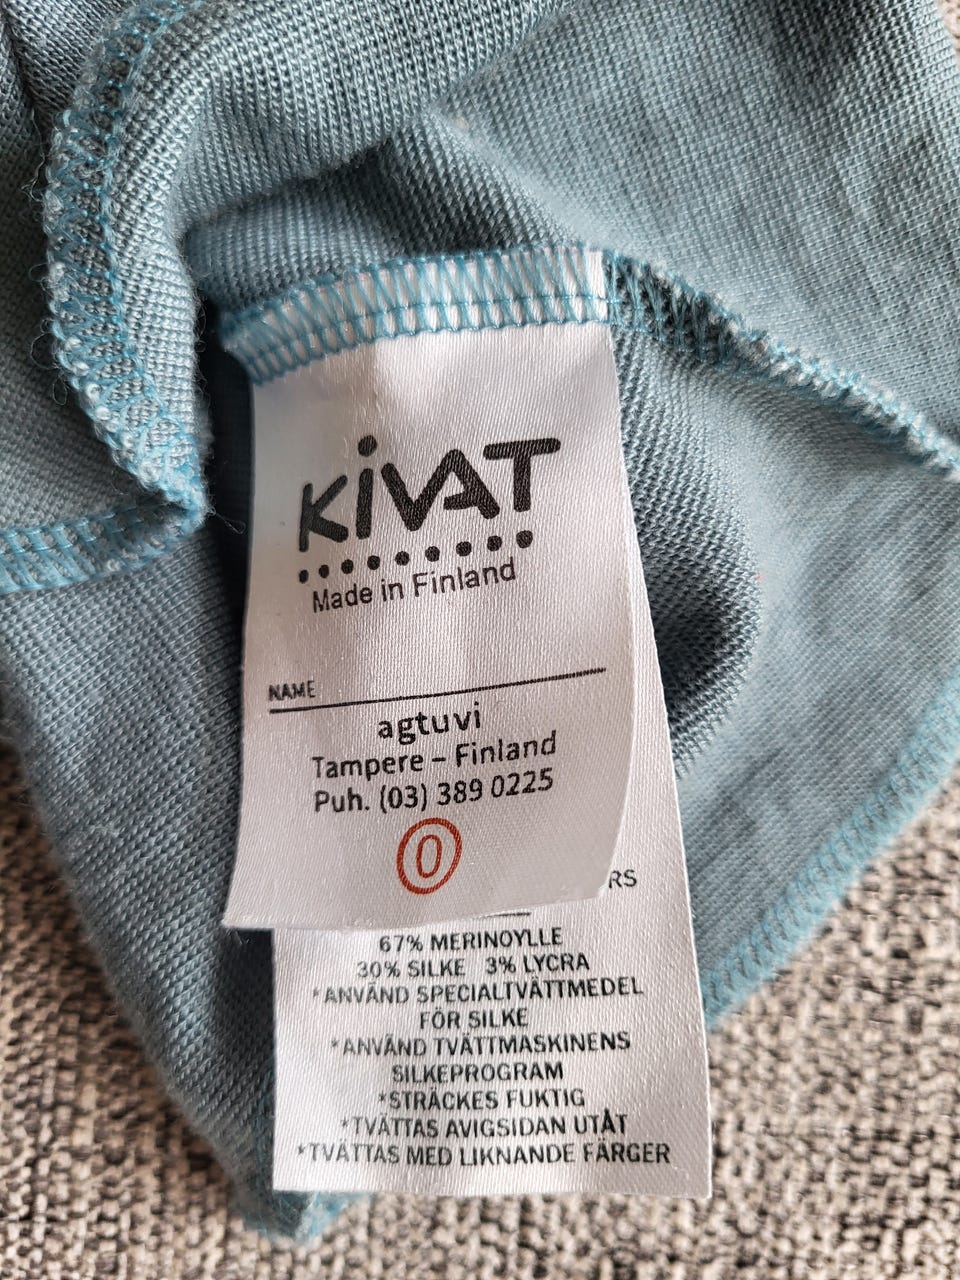 KiVAT
Made in Finland
NAME
agtuvi
Tampere – Finland
Puh. (03) 389 0225
0
RS
67% MERINOYLLE
30% SILKE 3% LYCRA
*ANVÄND SPECIALTVÄTTMEDEL
FÖR SILKE
*ANVÄND TVÄTTMASKINENS
SILKEPROGRAM
*STRÄCKES FUKTIG
*TVÄTTAS AVIGSIDAN UTÅT
*TVÄTTAS MED LIKNANDE FÄRGER